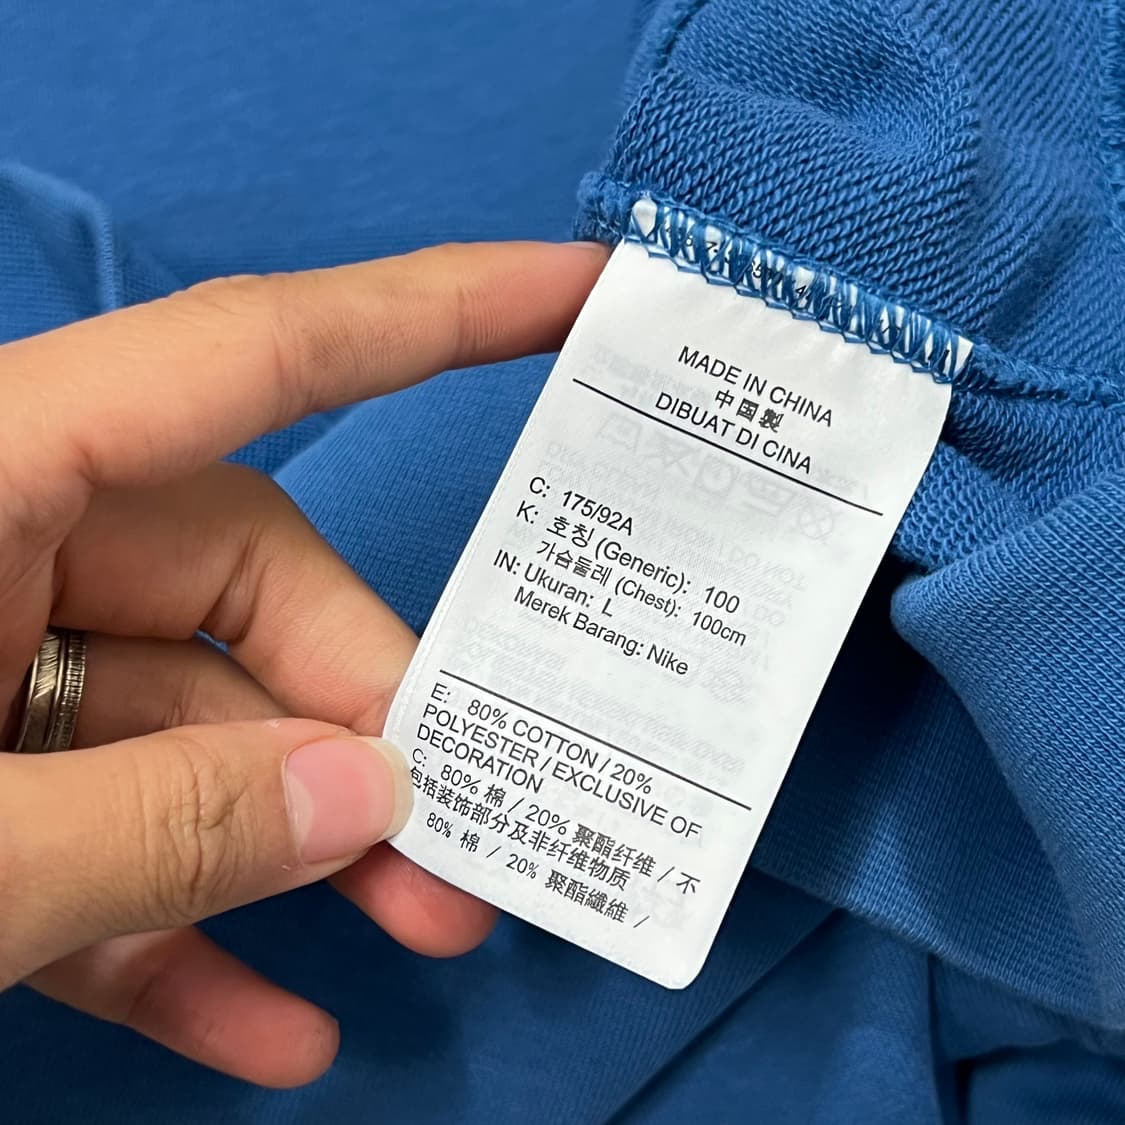 MADE IN CHINA
中国製
DIBUAT DI CINA
C: 175/92A
K: 호칭 (Generic): 100
가슴둘레 (Chest): 100cm
IN: Ukuran: L
Merek Barang: Nike
E: 80% COTTON / 20%
POLYESTER / EXCLUSIVE OF
DECORATION
C: 80% 棉 / 20% 聚酯纤维 / 不
包括装饰部分及非纤维物质
80% 棉 / 20% 聚酯纖維 /